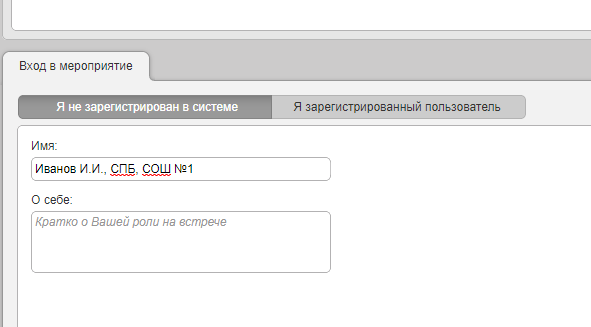 Вход в мероприятие
Я не зарегистрирован в системе
Я зарегистрированный пользователь
Имя:
Иванов И.И., СПБ, СОШ №1
О себе:
Кратко о Вашей роли на встрече